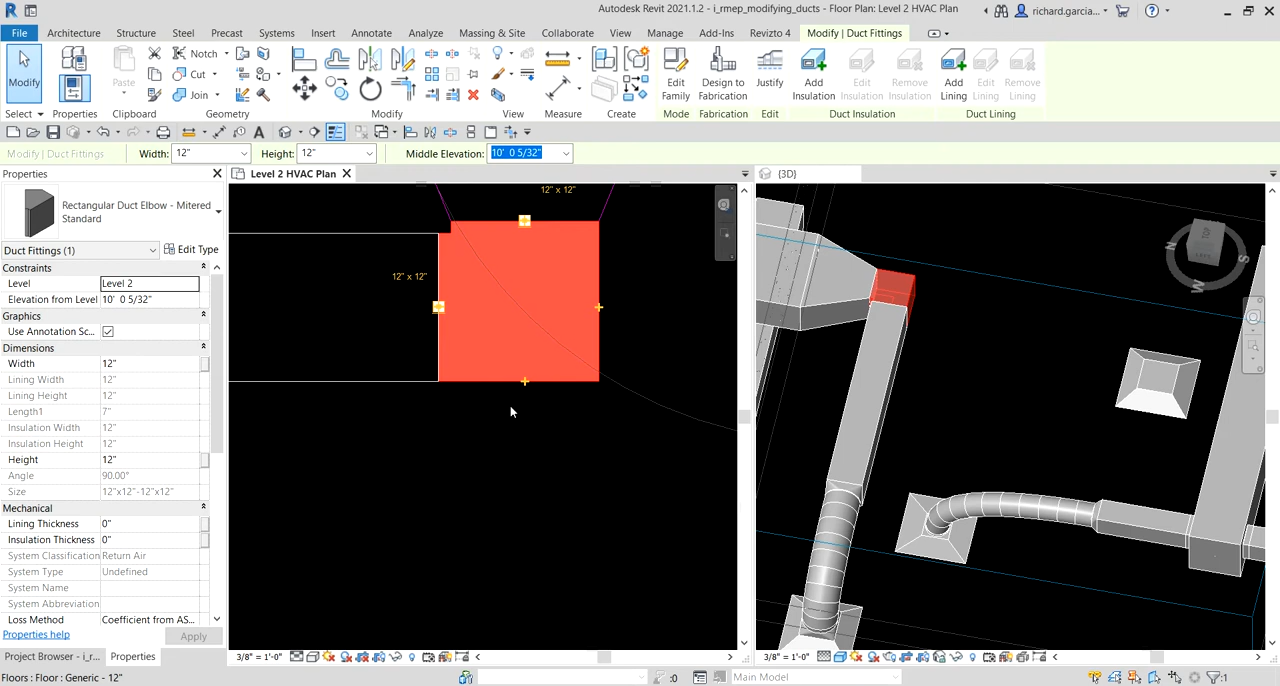 Autodesk Revit 2021.1.2 - i_rmep_modifying_ducts - Floor Plan: Level 2 HVAC Plan
richard.garcia...
File Architecture Structure Steel Precast Systems Insert Annotate Analyze Massing & Site Collaborate View Manage Add-Ins Revizto 4 Modify | Duct Fittings
Modify
Paste
Notch
Cut
Join
Edit Family
Design to Fabrication
Justify
Add Insulation
Edit Insulation
Remove Insulation
Add Lining
Edit Lining
Remove Lining
Select Properties Clipboard Geometry Modify View Measure Create Mode Fabrication Edit Duct Insulation Duct Lining
Modify | Duct Fittings Width: 12" Height: 12" Middle Elevation: 10' 0 5/32"
Properties
Level 2 HVAC Plan
{3D}
Rectangular Duct Elbow - Mitered
Standard
Duct Fittings (1) Edit Type
Constraints
Level Level 2
Elevation from Level 10' 0 5/32"
Graphics
Use Annotation Sc...
Dimensions
Width 12"
Lining Width 12"
Lining Height 12"
Length1 7"
Insulation Width 12"
Insulation Height 12"
Height 12"
Angle 90.00°
Size 12"x12"-12"x12"
Mechanical
Lining Thickness 0"
Insulation Thickness 0"
System Classification Return Air
System Type Undefined
System Name
System Abbreviation
Loss Method Coefficient from AS...
Properties help Apply
Project Browser - i_r... Properties
12" x 12"
12" x 12"
TOP
N
S
W
3/8" = 1'-0"
3/8" = 1'-0"
Floors : Floor : Generic - 12"
:0
Main Model
:1